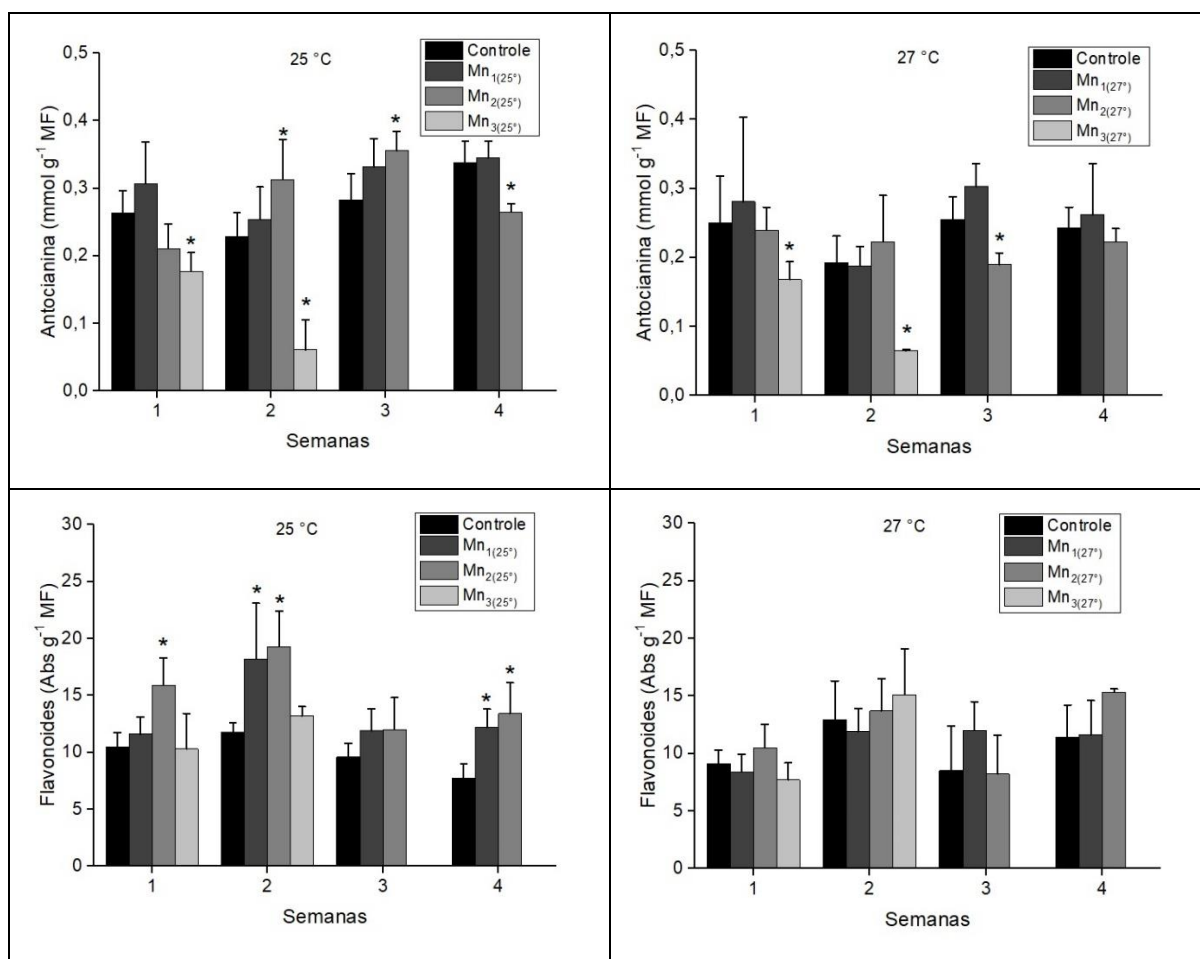 25 °C
Controle
Mn1(25°)
Mn2(25°)
Mn3(25°)
Antocianina (mmol g-1 MF)
0,5
0,4
0,3
0,2
0,1
0,0
* * * * *
1 2 3 4
Semanas
27 °C
Controle
Mn1(27°)
Mn2(27°)
Mn3(27°)
Antocianina (mmol g-1 MF)
0,5
0,4
0,3
0,2
0,1
0,0
* * *
1 2 3 4
Semanas
25 °C
Controle
Mn1(25°)
Mn2(25°)
Mn3(25°)
Flavonoides (Abs g-1 MF)
30
25
20
15
10
5
0
* * * * *
1 2 3 4
Semanas
27 °C
Controle
Mn1(27°)
Mn2(27°)
Mn3(27°)
Flavonoides (Abs g-1 MF)
30
25
20
15
10
5
0
1 2 3 4
Semanas